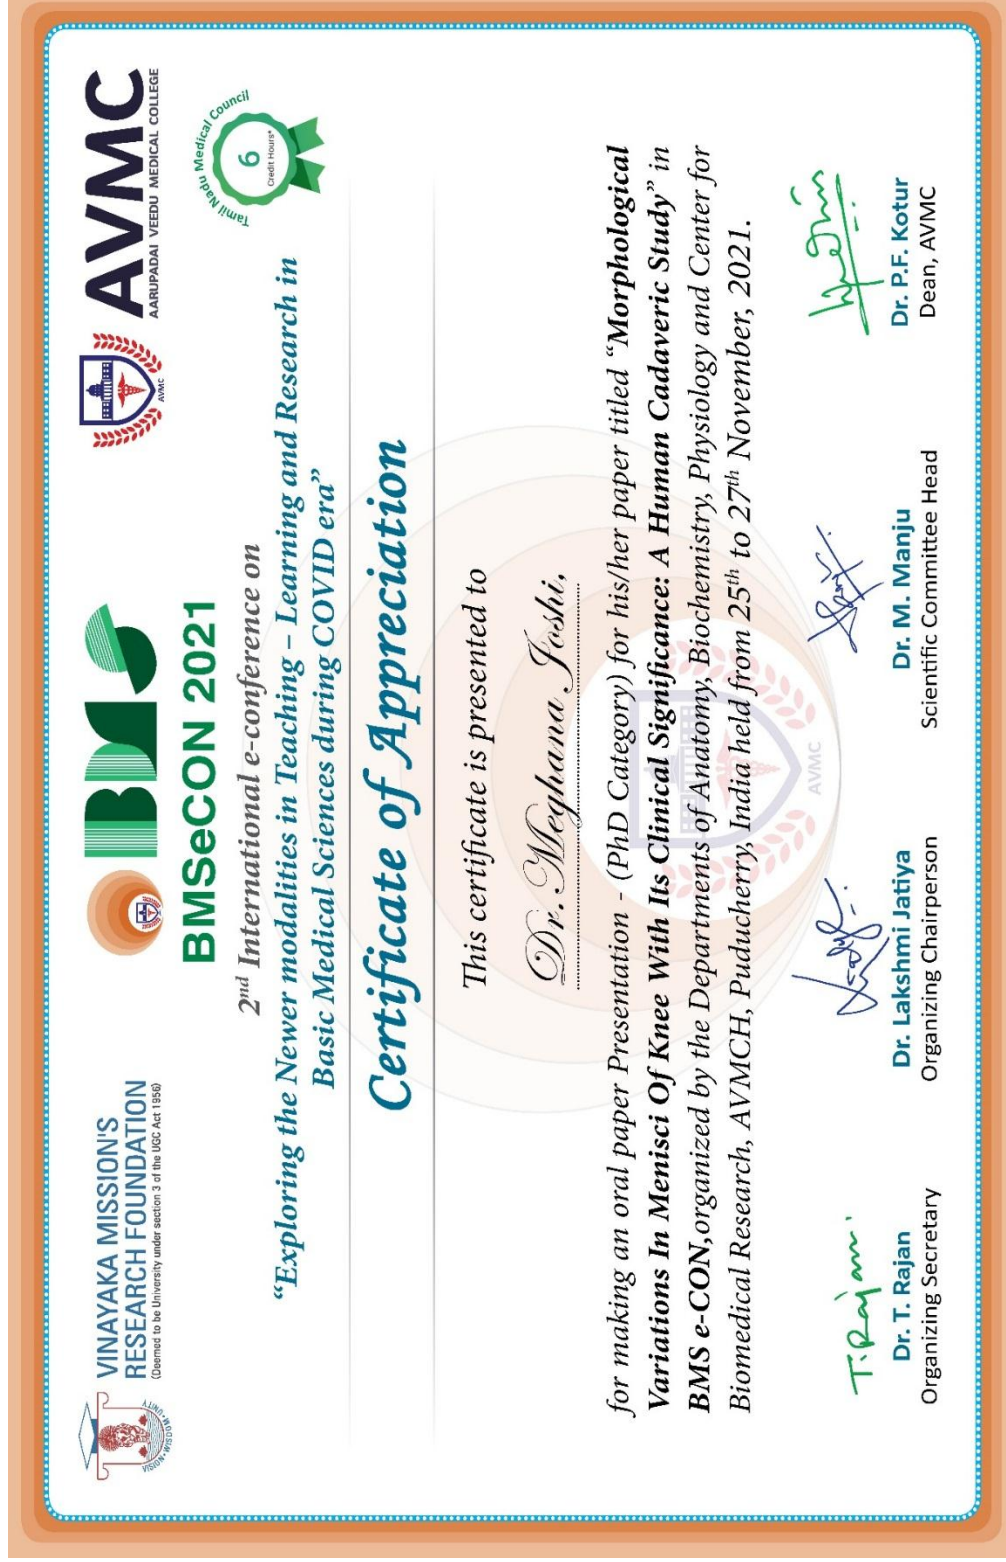 VINAYAKA MISSION'S
RESEARCH FOUNDATION
(Deemed to be University under section 3 of the UGC Act 1956)
VISION • WISDOM • UNITY
BMS
BMSeCON 2021
AVMC
AVMC
AARUPADAI VEEDU MEDICAL COLLEGE
Tamil Nadu Medical Council
6
Credit Hours*
2nd International e-conference on
“Exploring the Newer modalities in Teaching – Learning and Research in
Basic Medical Sciences during COVID era”
Certificate of Appreciation
This certificate is presented to
Dr. Meghana Joshi,
for making an oral paper Presentation - (PhD Category) for his/her paper titled “Morphological
Variations In Menisci Of Knee With Its Clinical Significance: A Human Cadaveric Study” in
BMS e-CON,organized by the Departments of Anatomy, Biochemistry, Physiology and Center for
Biomedical Research, AVMCH, Puducherry, India held from 25th to 27th November, 2021.
AVMC
T. Rajan
Dr. T. Rajan
Organizing Secretary
Dr. Lakshmi Jatiya
Organizing Chairperson
Dr. M. Manju
Scientific Committee Head
Dr. P.F. Kotur
Dean, AVMC